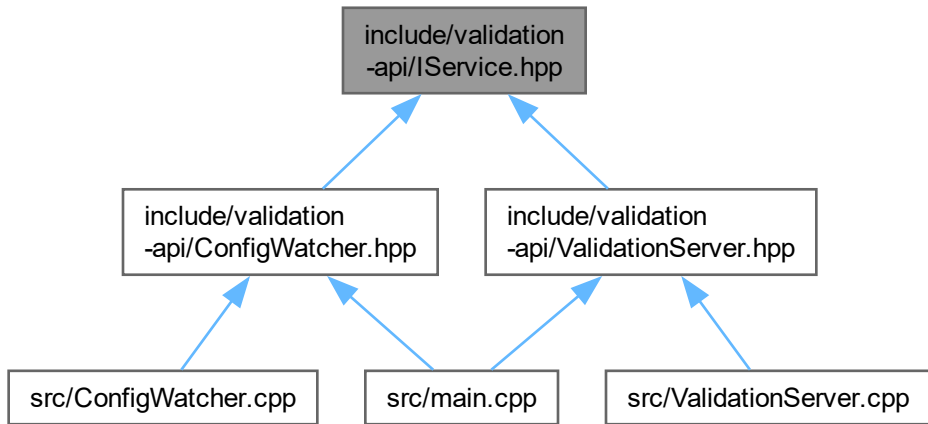 include/validation
-api/IService.hpp
include/validation
-api/ConfigWatcher.hpp
include/validation
-api/ValidationServer.hpp
src/ConfigWatcher.cpp
src/main.cpp
src/ValidationServer.cpp